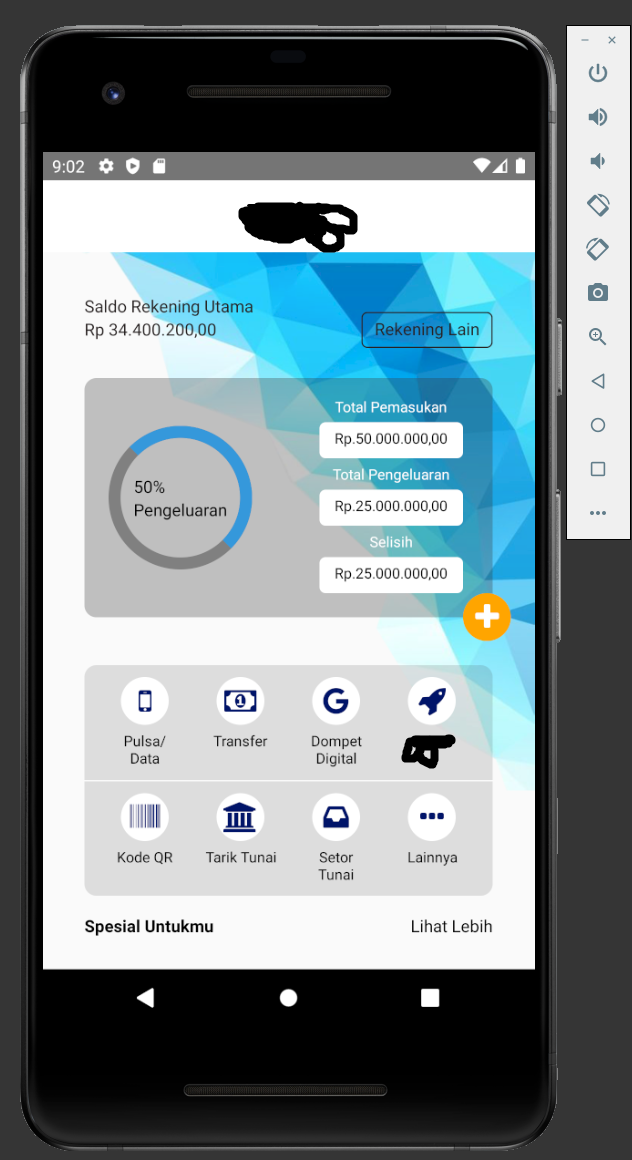 9:02
Saldo Rekening Utama
Rp 34.400.200,00
Rekening Lain
50%
Pengeluaran
Total Pemasukan
Rp.50.000.000,00
Total Pengeluaran
Rp.25.000.000,00
Selisih
Rp.25.000.000,00
Pulsa/
Data
Transfer
Dompet
Digital
Kode QR
Tarik Tunai
Setor
Tunai
Lainnya
Spesial Untukmu
Lihat Lebih